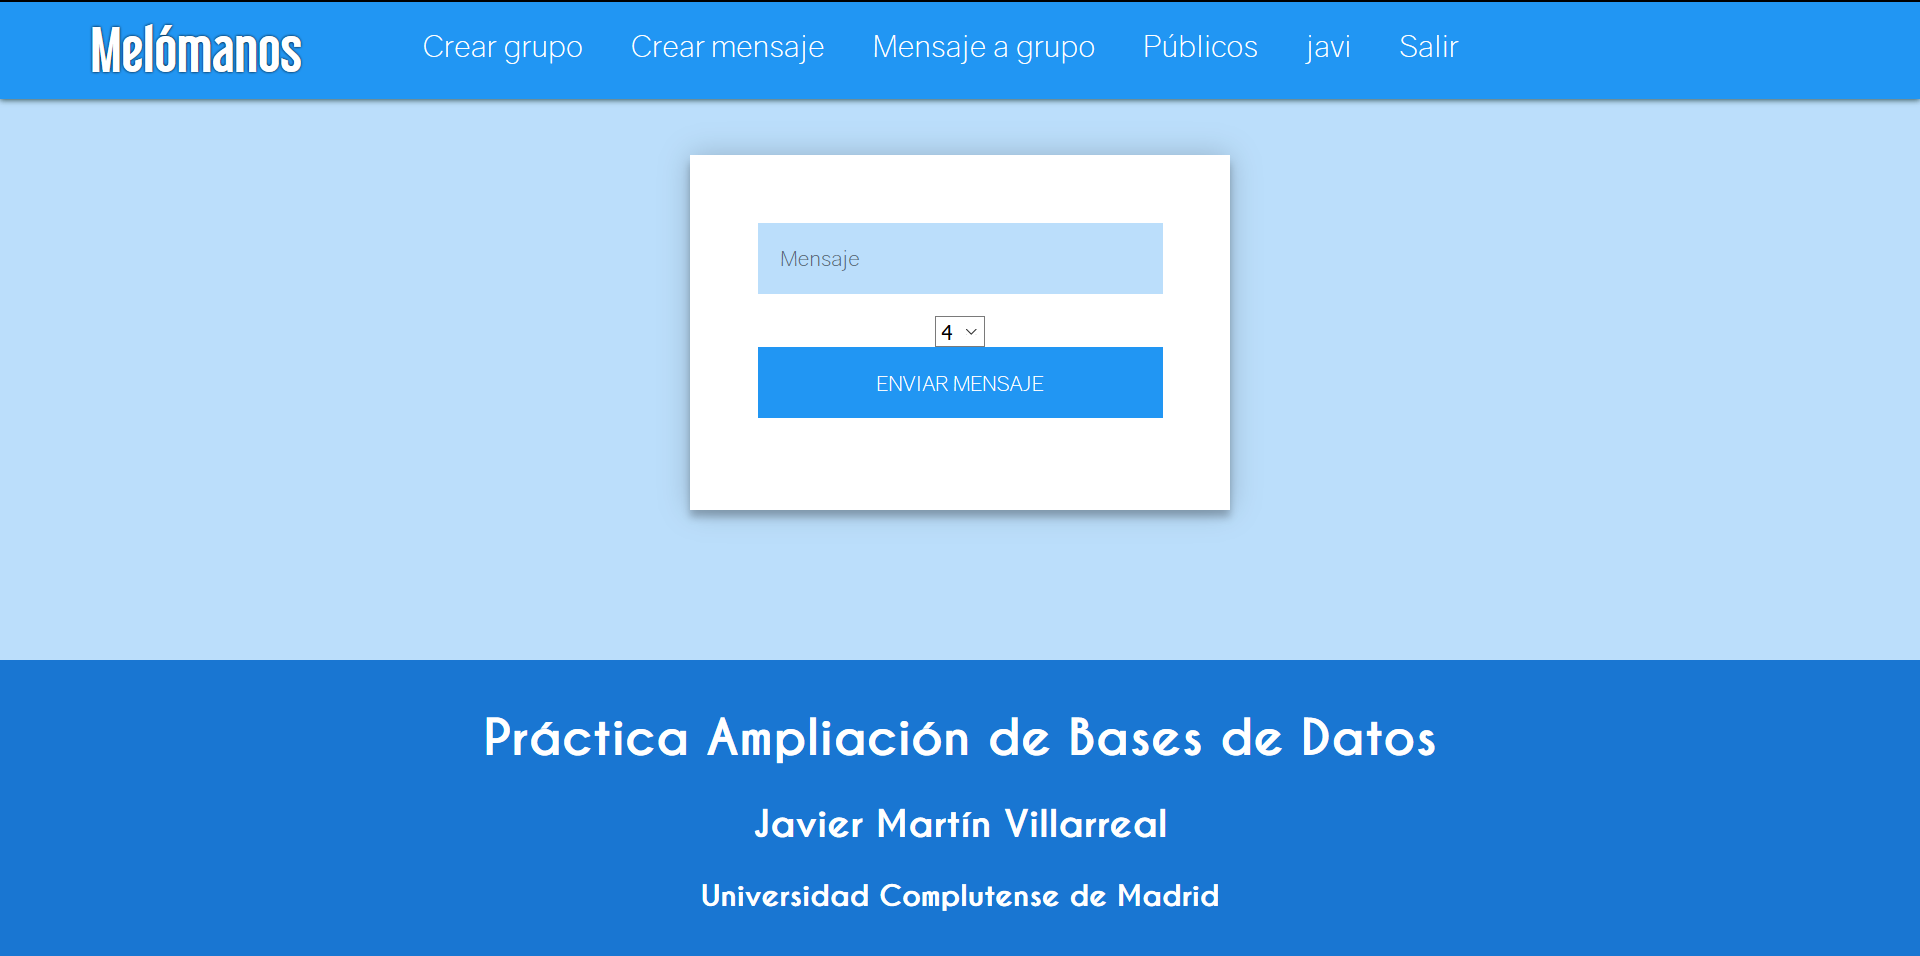 Melómanos Crear grupo Crear mensaje Mensaje a grupo Públicos javi Salir
Mensaje
4
ENVIAR MENSAJE
Práctica Ampliación de Bases de Datos
Javier Martín Villarreal
Universidad Complutense de Madrid